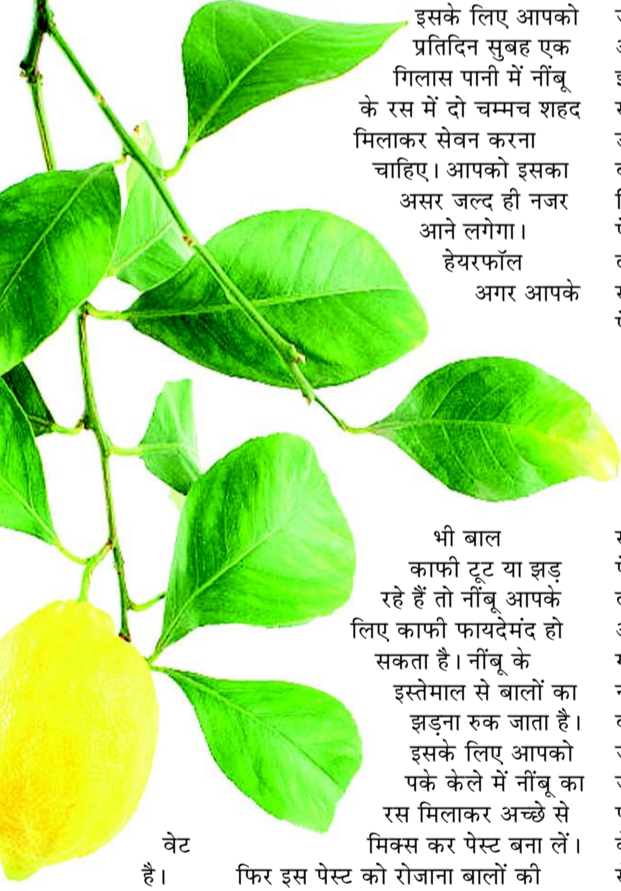 इसके लिए आपको
प्रतिदिन सुबह एक
गिलास पानी में नींबू
के रस में दो चम्मच शहद
मिलाकर सेवन करना
चाहिए। आपको इसका
असर जल्द ही नजर
आने लगेगा।
हेयरफॉल
अगर आपके
भी बाल
काफी टूट या झड़
रहे हैं तो नींबू आपके
लिए काफी फायदेमंद हो
सकता है। नींबू के
इस्तेमाल से बालों का
झड़ना रुक जाता है।
इसके लिए आपको
पके केले में नींबू का
रस मिलाकर अच्छे से
मिक्स कर पेस्ट बना लें।
फिर इस पेस्ट को रोजाना बालों की
वेट
है।